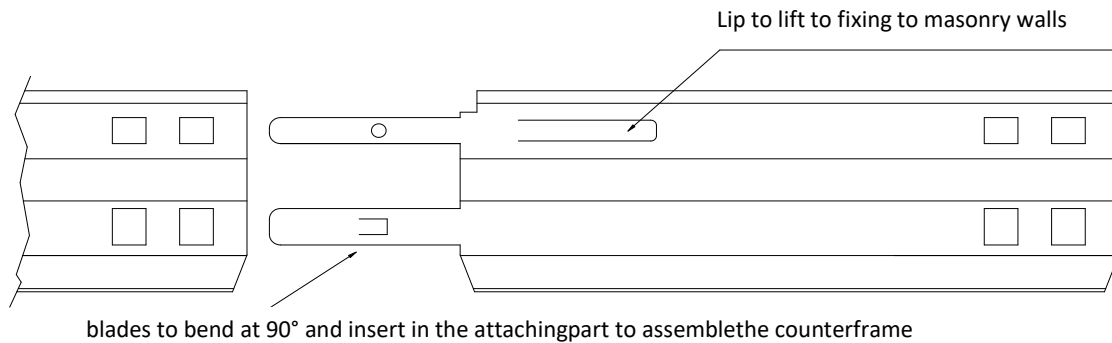 Lip to lift to fixing to masonry walls
blades to bend at 90° and insert in the attachingpart to assemblethe counterframe